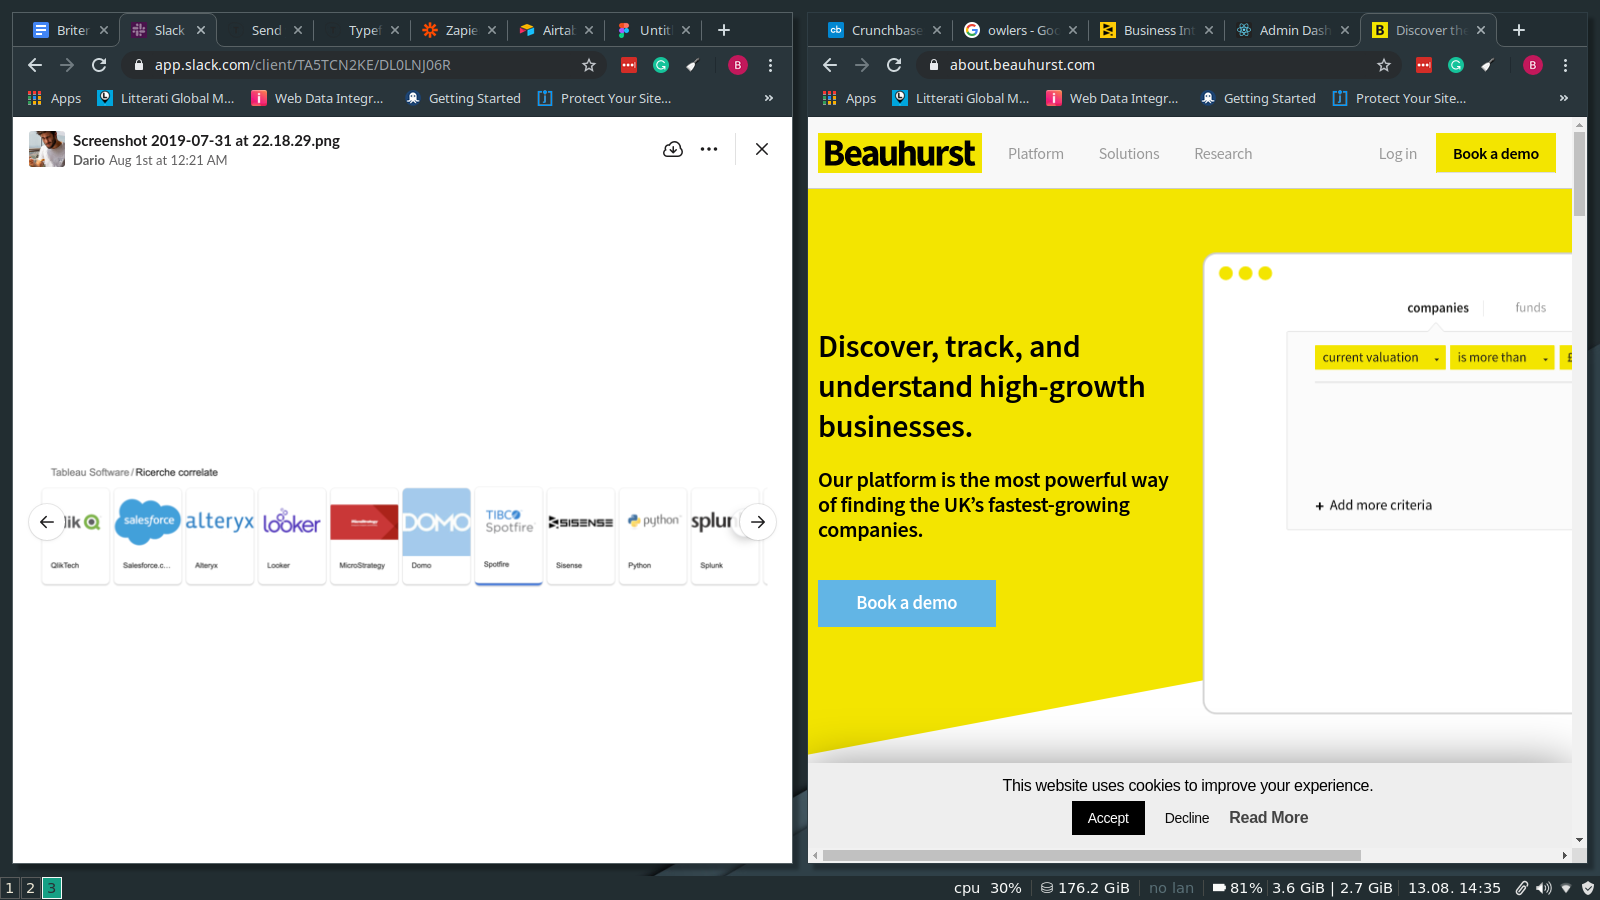 Briter
Slack
Send
Typef
Zapie
Airtal
Untit
app.slack.com/client/TA5TCN2KE/DL0LNJ06R
B
Apps
Litterati Global M...
Web Data Integr...
Getting Started
Protect Your Site...
»
Screenshot 2019-07-31 at 22.18.29.png
Dario Aug 1st at 12:21 AM
Tableau Software / Ricerche correlate
lik
salesforce
alteryx
looker
MicroStrategy
DOMO
TIBCO
Spotfire
SISENSE
python
splun
QlikTech
Salesforce.c...
Alteryx
Looker
MicroStrategy
Domo
Spotfire
Sisense
Python
Splunk
cb Crunchbase
owlers - Goo
Business Int
Admin Dash
B Discover the
about.beauhurst.com
B
Apps
Litterati Global M...
Web Data Integr...
Getting Started
Protect Your Site...
»
Beauhurst
Platform
Solutions
Research
Log in
Book a demo
companies
funds
current valuation
is more than
£
+ Add more criteria
Discover, track, and
understand high-growth
businesses.
Our platform is the most powerful way
of finding the UK’s fastest-growing
companies.
Book a demo
This website uses cookies to improve your experience.
Accept
Decline
Read More
1 2 3
cpu 30% 176.2 GiB no lan 81% 3.6 GiB | 2.7 GiB 13.08. 14:35